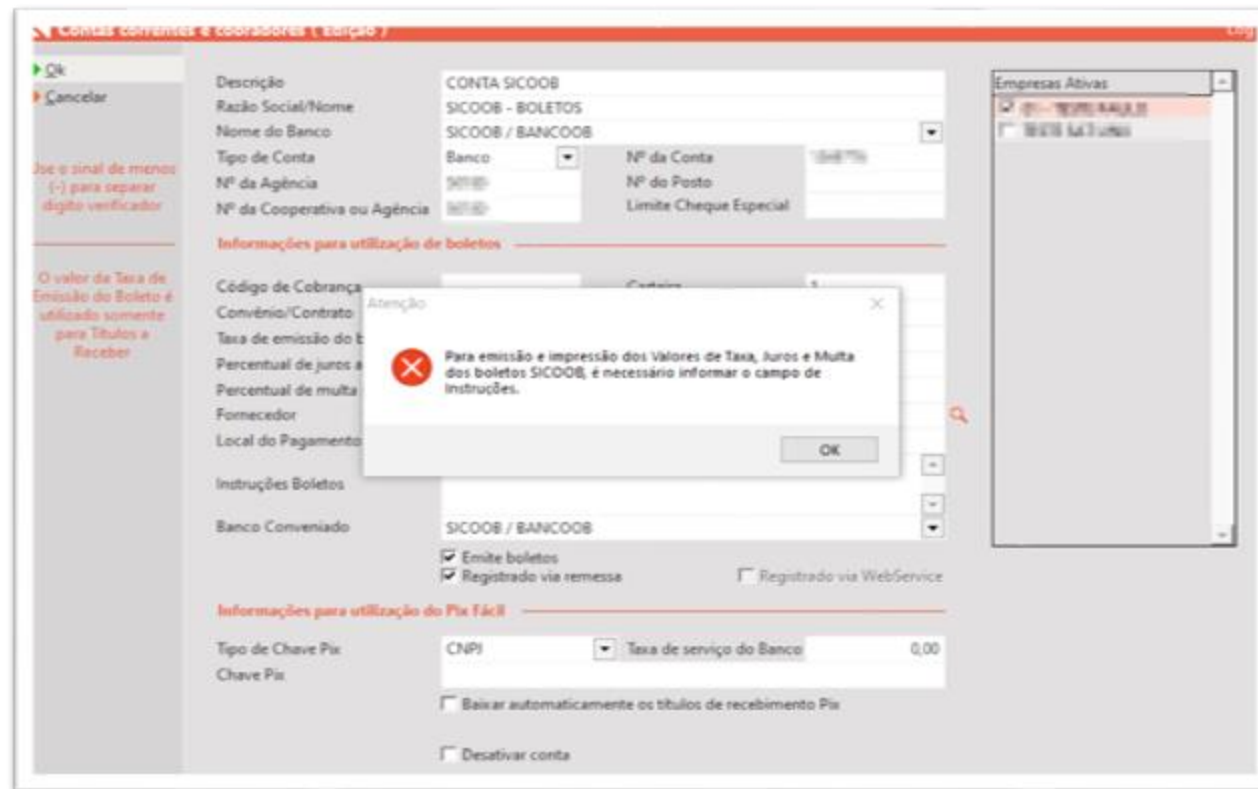 Contas correntes e cobradores ( Edição )
Log
Ok
Cancelar
Use o sinal de menos
(-) para separar
digito verificador
O valor da Taxa de
Emissão do Boleto é
utilizado somente
para Títulos a
Receber
Descrição CONTA SICOOB
Razão Social/Nome SICOOB - BOLETOS
Nome do Banco SICOOB / BANCOOB
Tipo de Conta Banco Nº da Conta
Nº da Agência Nº do Posto
Nº da Cooperativa ou Agência Limite Cheque Especial
Informações para utilização de boletos
Código de Cobrança Carteira 1
Convênio/Contrato
Taxa de emissão do b
Percentual de juros a
Percentual de multa
Fornecedor
Local do Pagamento
Instruções Boletos
Banco Conveniado SICOOB / BANCOOB
Emite boletos
Registrado via remessa Registrado via WebService
Informações para utilização do Pix Fácil
Tipo de Chave Pix CNPJ Taxa de serviço do Banco 0,00
Chave Pix
Baixar automaticamente os títulos de recebimento Pix
Desativar conta
Atenção
Para emissão e impressão dos Valores de Taxa, Juros e Multa
dos boletos SICOOB, é necessário informar o campo de
Instruções.
OK
Empresas Ativas